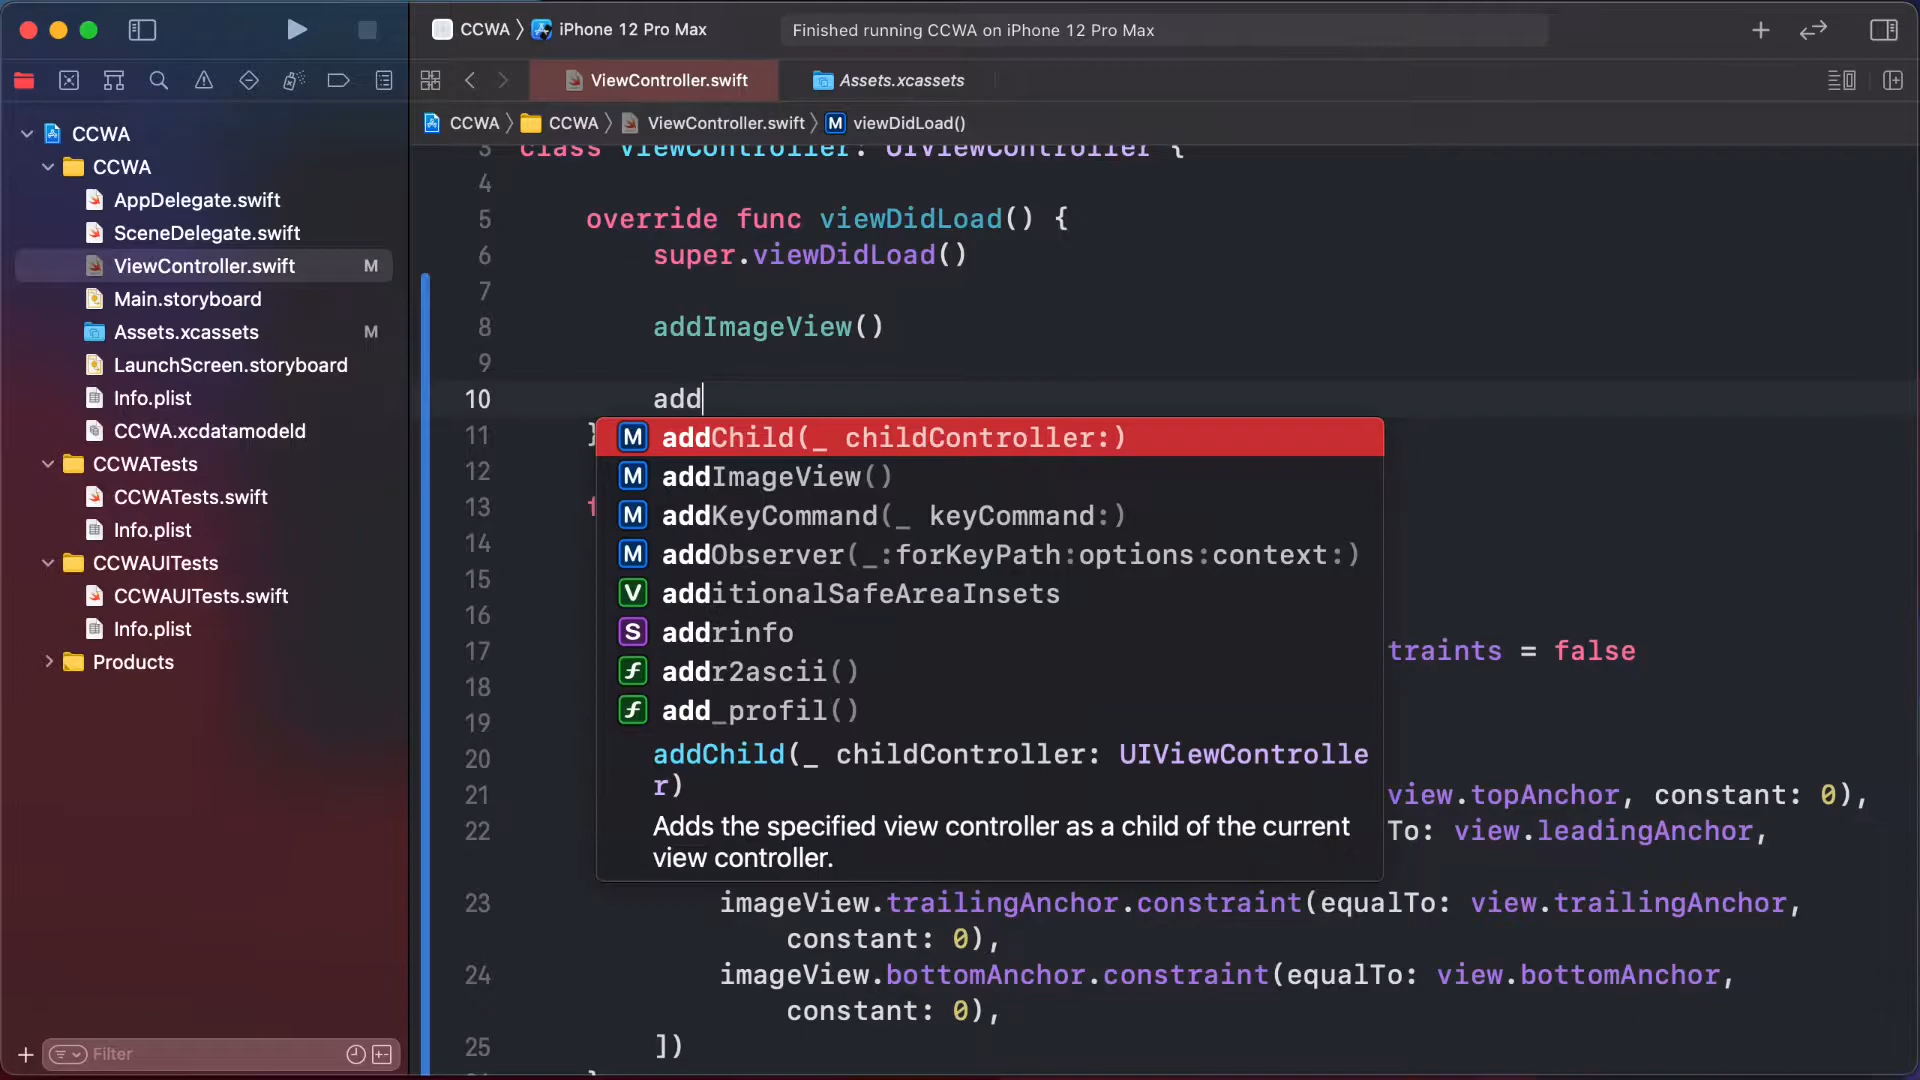 CCWA
iPhone 12 Pro Max
Finished running CCWA on iPhone 12 Pro Max
ViewController.swift
Assets.xcassets
CCWA
CCWA
ViewController.swift
M viewDidLoad()
CCWA
CCWA
AppDelegate.swift
SceneDelegate.swift
ViewController.swift M
Main.storyboard
Assets.xcassets M
LaunchScreen.storyboard
Info.plist
CCWA.xcdatamodeld
CCWATests
CCWATests.swift
Info.plist
CCWAUITests
CCWAUITests.swift
Info.plist
Products
Filter
3 class ViewController: UIViewController {
4
5 override func viewDidLoad() {
6 super.viewDidLoad()
7
8 addImageView()
9
10 add
11 }
12
13
14
15
16
17 traints = false
18
19
20
21 view.topAnchor, constant: 0),
22 To: view.leadingAnchor,
M addChild(_ childController:)
M addImageView()
M addKeyCommand(_ keyCommand:)
M addObserver(_:forKeyPath:options:context:)
V additionalSafeAreaInsets
S addrinfo
f addr2ascii()
f add_profil()
addChild(_ childController: UIViewControlle
r)
Adds the specified view controller as a child of the current
view controller.
23 imageView.trailingAnchor.constraint(equalTo: view.trailingAnchor,
constant: 0),
24 imageView.bottomAnchor.constraint(equalTo: view.bottomAnchor,
constant: 0),
25 ])